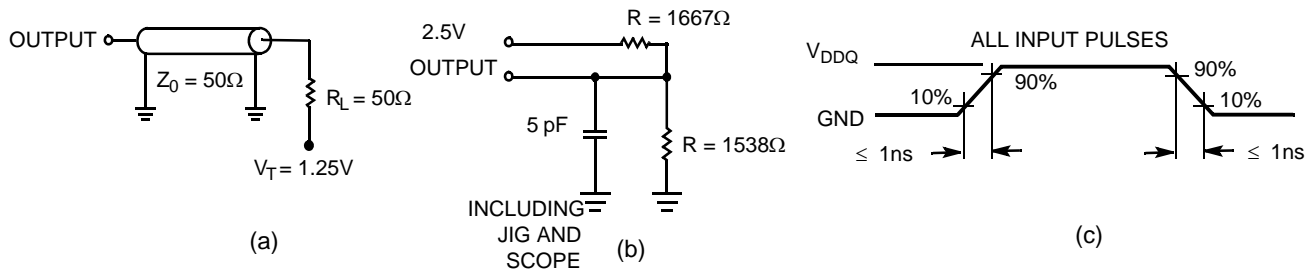 OUTPUT
Z0 = 50Ω
RL = 50Ω
VT = 1.25V
(a)
R = 1667Ω
2.5V
OUTPUT
5 pF
R = 1538Ω
INCLUDING
JIG AND
SCOPE
(b)
ALL INPUT PULSES
VDDQ
90%
10%
90%
10%
GND
≤ 1ns
≤ 1ns
(c)